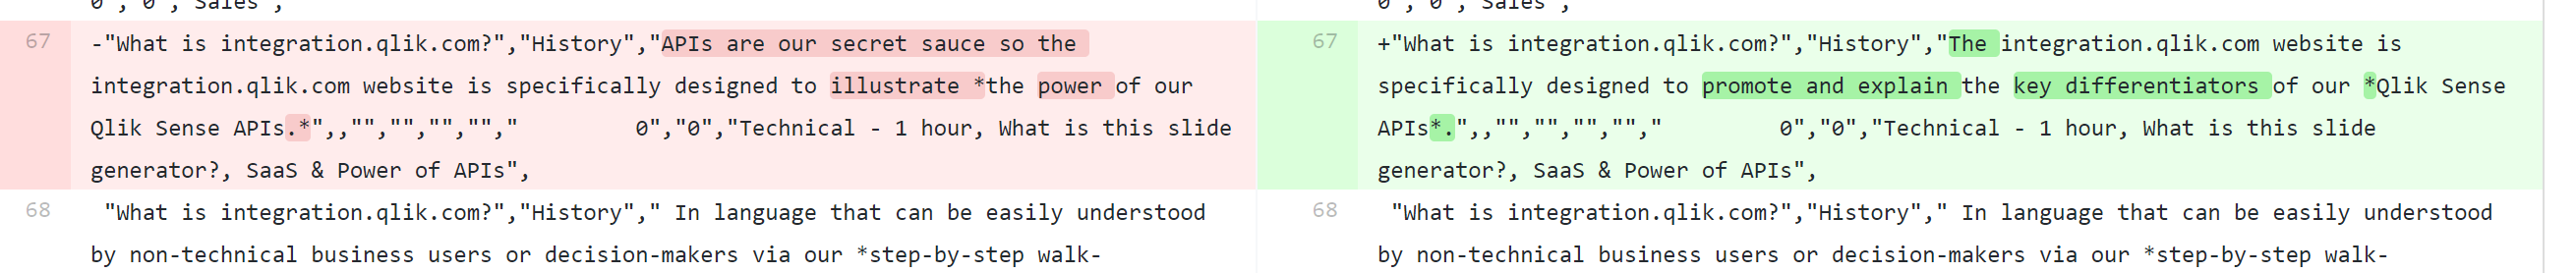 0","0","Sales",
67 -"What is integration.qlik.com?","History","APIs are our secret sauce so the
integration.qlik.com website is specifically designed to illustrate *the power of our
Qlik Sense APIs.*",,"","","","","         0","0","Technical - 1 hour, What is this slide
generator?, SaaS & Power of APIs",
68  "What is integration.qlik.com?","History"," In language that can be easily understood
by non-technical business users or decision-makers via our *step-by-step walk-
0","0","Sales",
67 +"What is integration.qlik.com?","History","The integration.qlik.com website is
specifically designed to promote and explain the key differentiators of our *Qlik Sense
APIs*.",,"","","","","         0","0","Technical - 1 hour, What is this slide
generator?, SaaS & Power of APIs",
68  "What is integration.qlik.com?","History"," In language that can be easily understood
by non-technical business users or decision-makers via our *step-by-step walk-